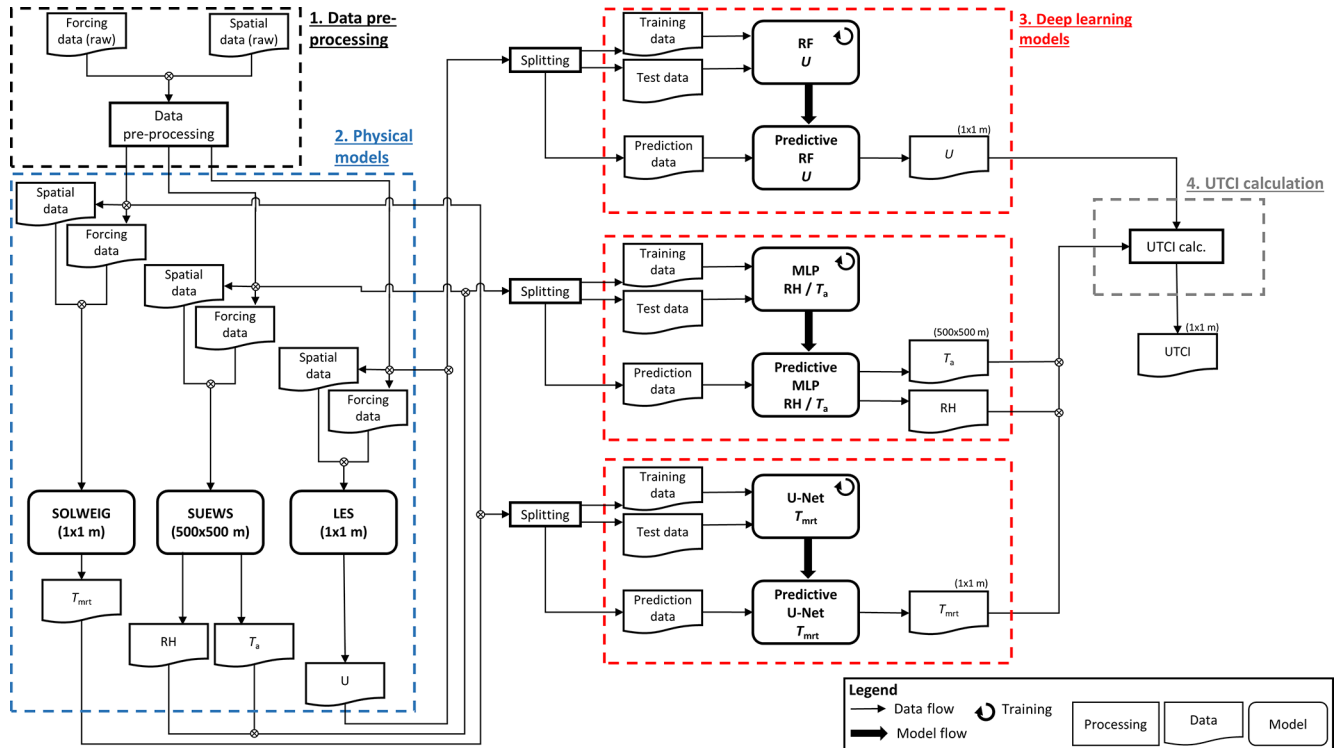 1. Data pre-
processing
Forcing
data (raw)
Spatial
data (raw)
Data
pre-processing
2. Physical
models
Spatial
data
Forcing
data
Spatial
data
Forcing
data
Spatial
data
Forcing
data
SOLWEIG
(1x1 m)
SUEWS
(500x500 m)
LES
(1x1 m)
Tmrt
RH
Ta
U
3. Deep learning
models
Splitting
Training
data
Test data
Prediction
data
RF
U
Predictive
RF
U
(1x1 m)
U
Splitting
Training
data
Test data
Prediction
data
MLP
RH / Ta
Predictive
MLP
RH / Ta
(500x500 m)
Ta
RH
Splitting
Training
data
Test data
Prediction
data
U-Net
Tmrt
Predictive
U-Net
Tmrt
(1x1 m)
Tmrt
4. UTCI calculation
UTCI calc.
(1x1 m)
UTCI
Legend
Data flow
Training
Model flow
Processing
Data
Model